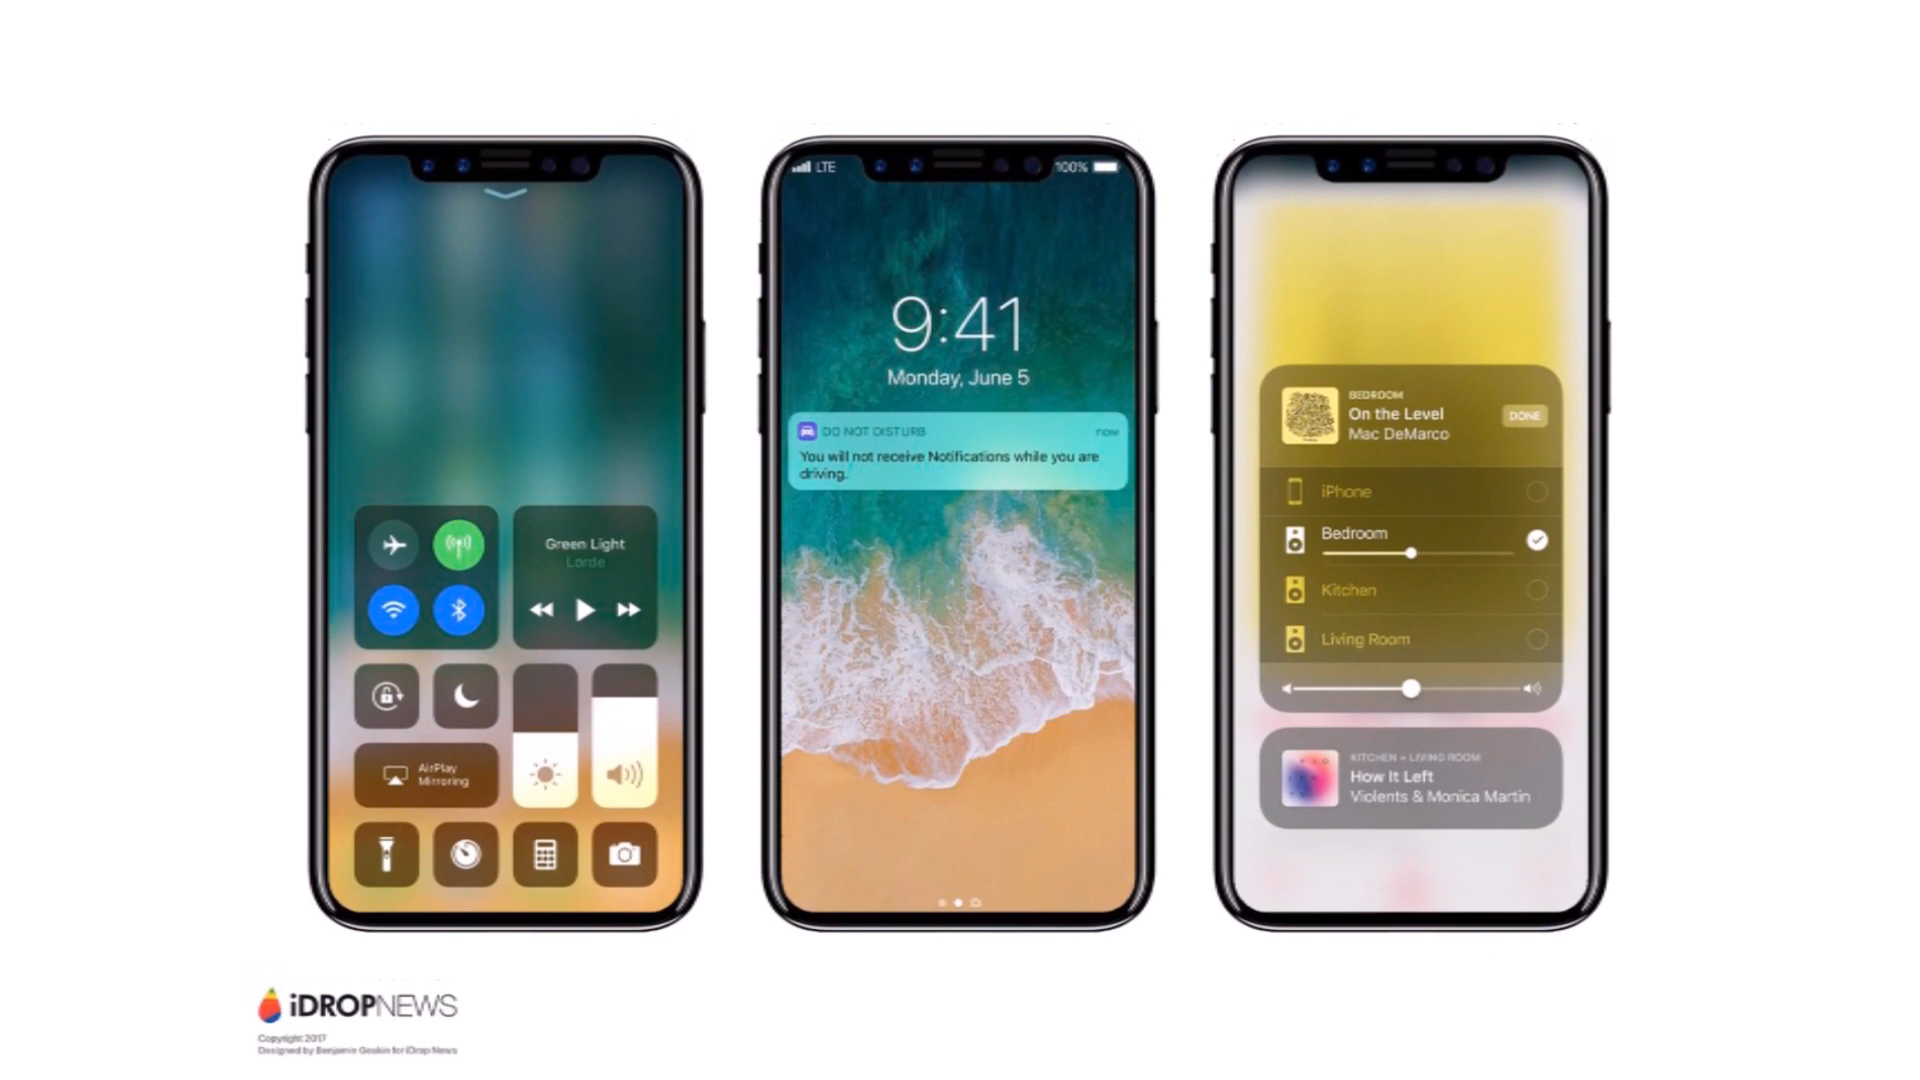 Green Light
Lorde
AirPlay
Mirroring
LTE
100%
9:41
Monday, June 5
DO NOT DISTURB
now
You will not receive Notifications while you are
driving.
BEDROOM
On the Level
Mac DeMarco
DONE
iPhone
Bedroom
Kitchen
Living Room
KITCHEN + LIVING ROOM
How It Left
Violents & Monica Martin
iDROPNEWS
Copyright 2017
Designed by Benjamin Geskin for iDrop News